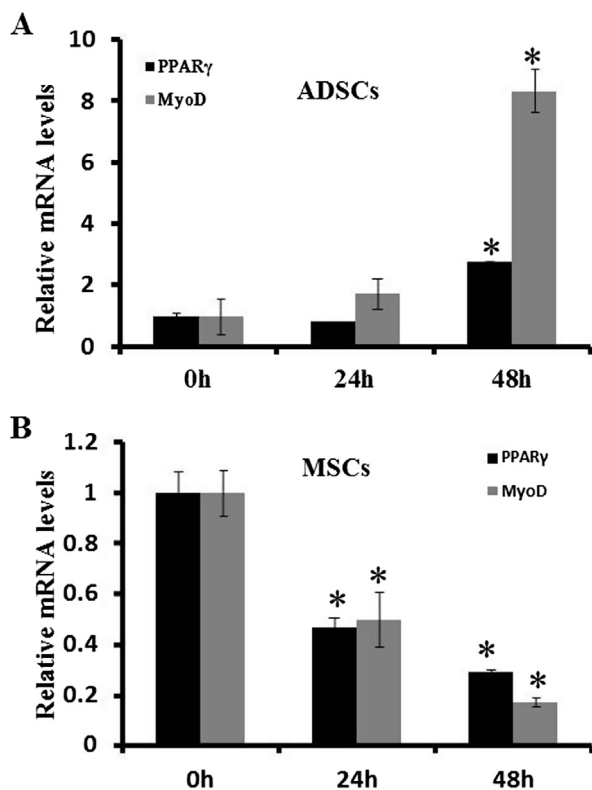 A
Relative mRNA levels
10
8
6
4
2
0
PPARγ
MyoD
ADSCs
*
*
0h
24h
48h
B
Relative mRNA levels
1.2
1
0.8
0.6
0.4
0.2
0
MSCs
PPARγ
MyoD
*
*
*
*
0h
24h
48h